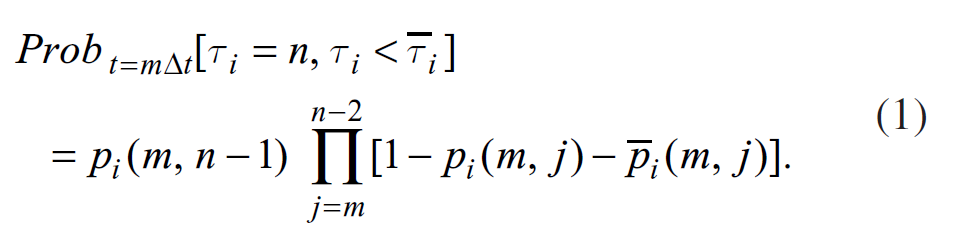 Prob_{t=mΔt}[τ_i = n, τ_i < \overline{τ}_i]
= p_i(m, n−1) ∏_{j=m}^{n−2} [1 − p_i(m, j) − \overline{p}_i(m, j)]. (1)